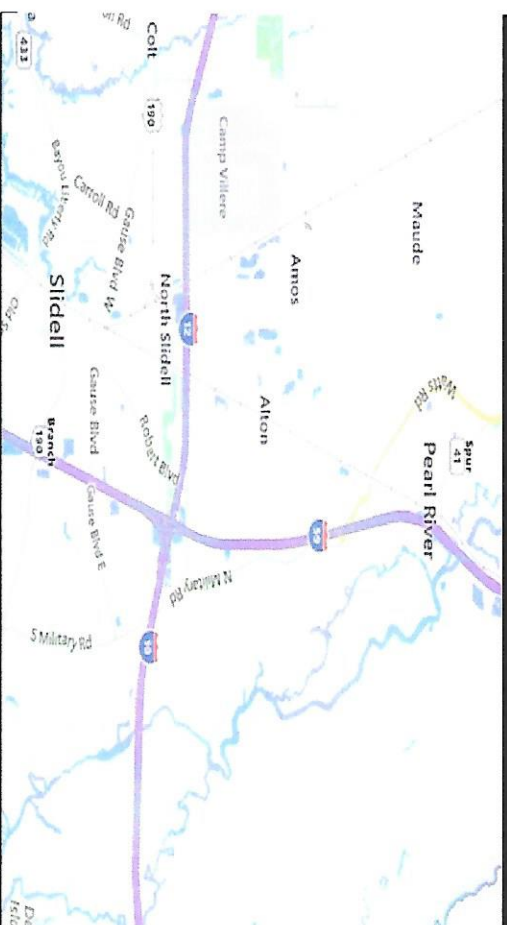 Maude
Watts Rd
Spur
41
Pearl River
Amos
Alton
59
Camp Villere
12
North Slidell
Robert Blvd
N Military Rd
10
Colt
190
Gause Blvd W
Carroll Rd
Bayou Liberty Rd
Slidell
Gause Blvd
Gause Blvd E
Branch
190
S Military Rd
433